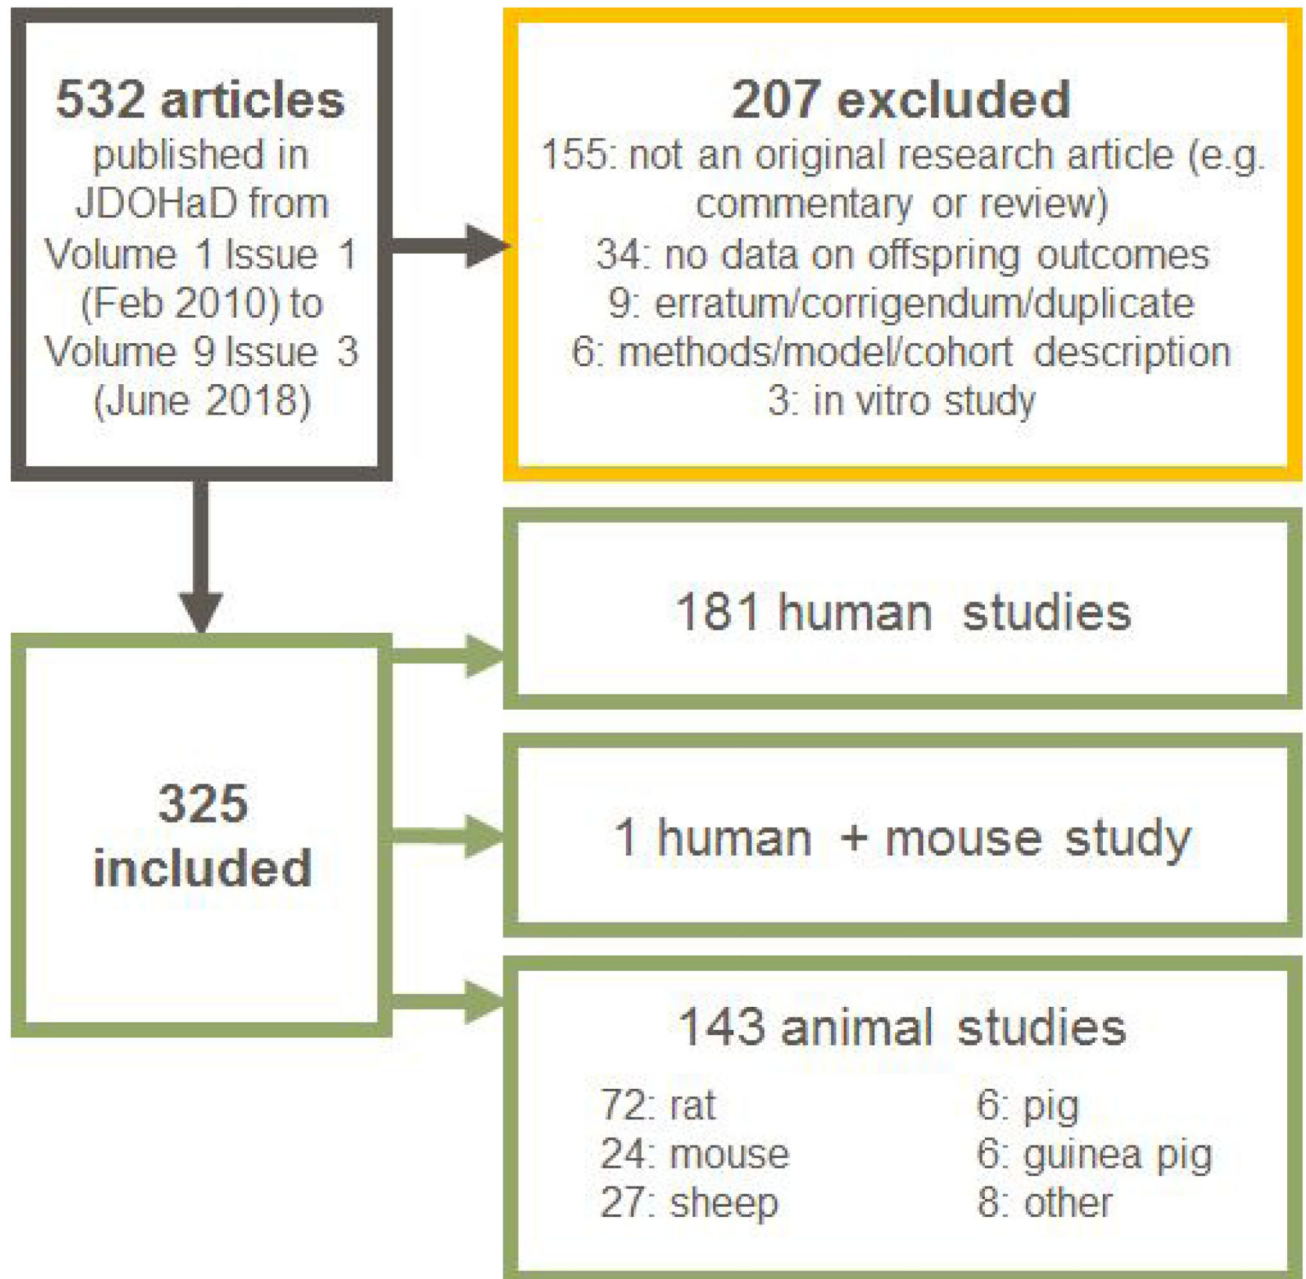 532 articles
published in
JDOHaD from
Volume 1 Issue 1
(Feb 2010) to
Volume 9 Issue 3
(June 2018)
207 excluded
155: not an original research article (e.g.
commentary or review)
34: no data on offspring outcomes
9: erratum/corrigendum/duplicate
6: methods/model/cohort description
3: in vitro study
325
included
181 human studies
1 human + mouse study
143 animal studies
72: rat
24: mouse
27: sheep
6: pig
6: guinea pig
8: other